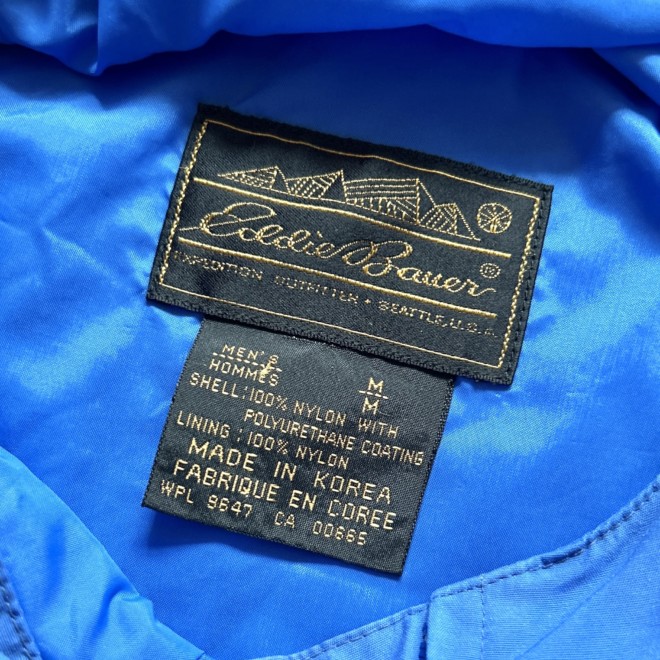 Eddie Bauer ®
EXPEDITION OUTFITTER • SEATTLE, U.S.A.
MEN'S M
HOMMES M
SHELL: 100% NYLON WITH
POLYURETHANE COATING
LINING: 100% NYLON
MADE IN KOREA
FABRIQUE EN COREE
WPL 9647 CA 00665